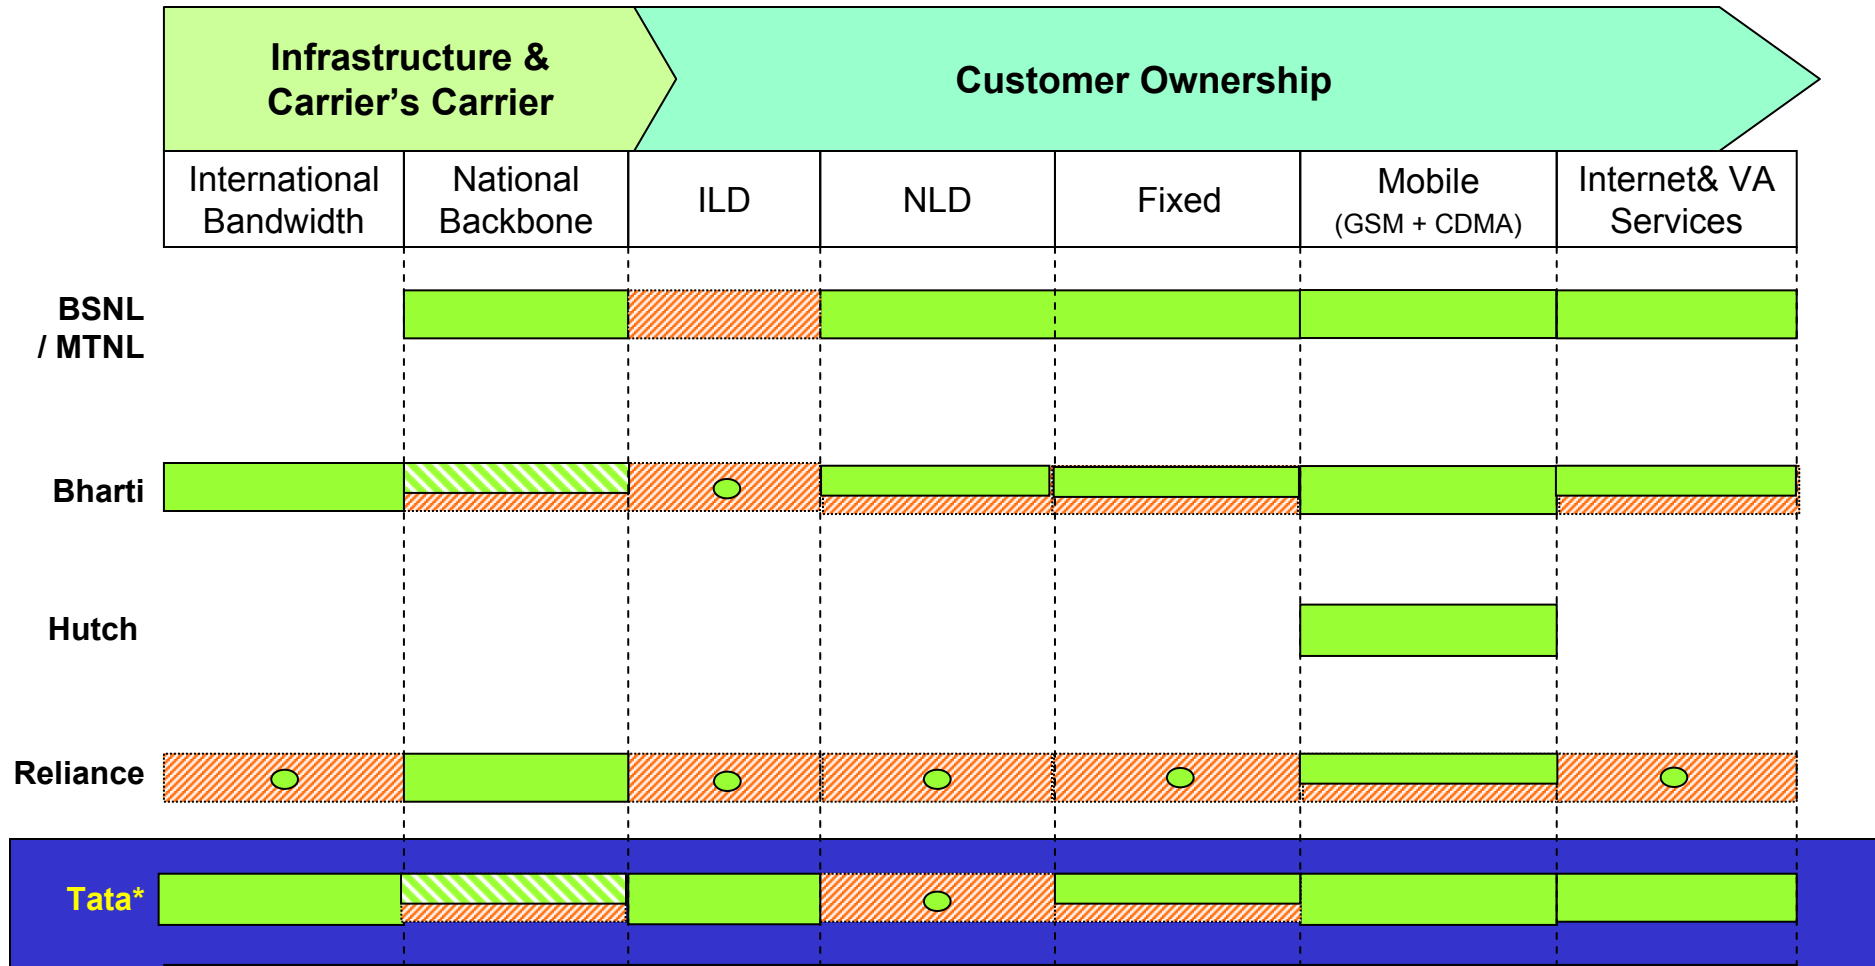 Infrastructure &
Carrier’s Carrier
Customer Ownership
International
Bandwidth
National
Backbone
ILD
NLD
Fixed
Mobile
(GSM + CDMA)
Internet& VA
Services
BSNL
/ MTNL
Bharti
Hutch
Reliance
Tata*